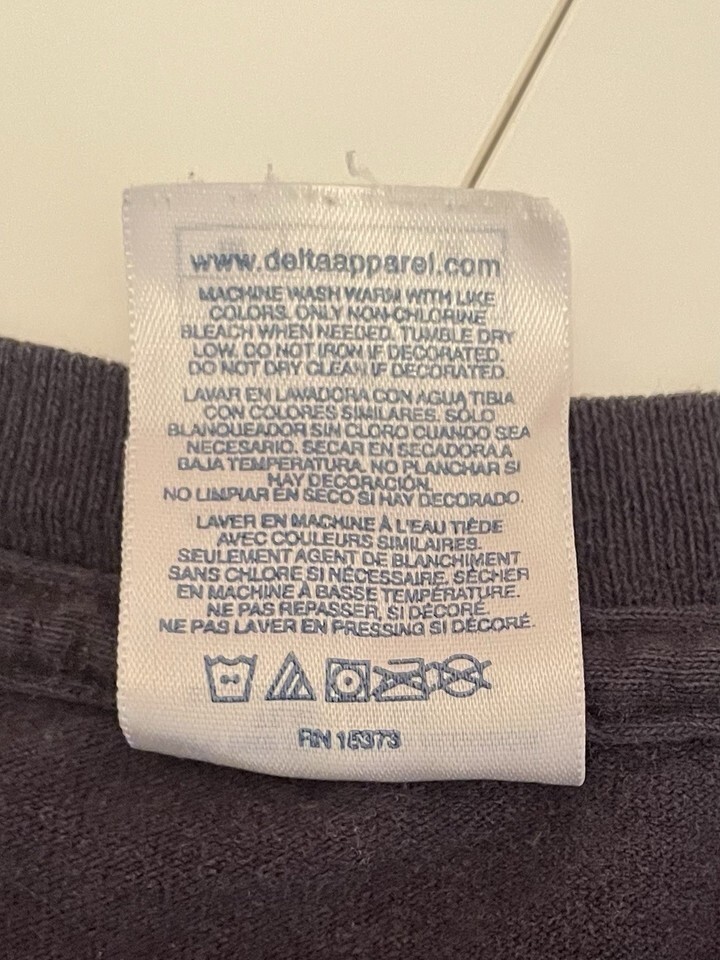 www.deltaapparel.com
MACHINE WASH WARM WITH LIKE
COLORS. ONLY NON-CHLORINE
BLEACH WHEN NEEDED. TUMBLE DRY
LOW. DO NOT IRON IF DECORATED.
DO NOT DRY CLEAN IF DECORATED.
LAVAR EN LAVADORA CON AGUA TIBIA
CON COLORES SIMILARES. SOLO
BLANQUEADOR SIN CLORO CUANDO SEA
NECESARIO. SECAR EN SECADORA A
BAJA TEMPERATURA. NO PLANCHAR SI
HAY DECORACIÓN.
NO LIMPIAR EN SECO SI HAY DECORADO.
LAVER EN MACHINE À L'EAU TIÈDE
AVEC COULEURS SIMILAIRES.
SEULEMENT AGENT DE BLANCHIMENT
SANS CHLORE SI NÉCESSAIRE. SÉCHER
EN MACHINE À BASSE TEMPÉRATURE.
NE PAS REPASSER, SI DÉCORÉ.
NE PAS LAVER EN PRESSING SI DÉCORÉ.
RN 15373